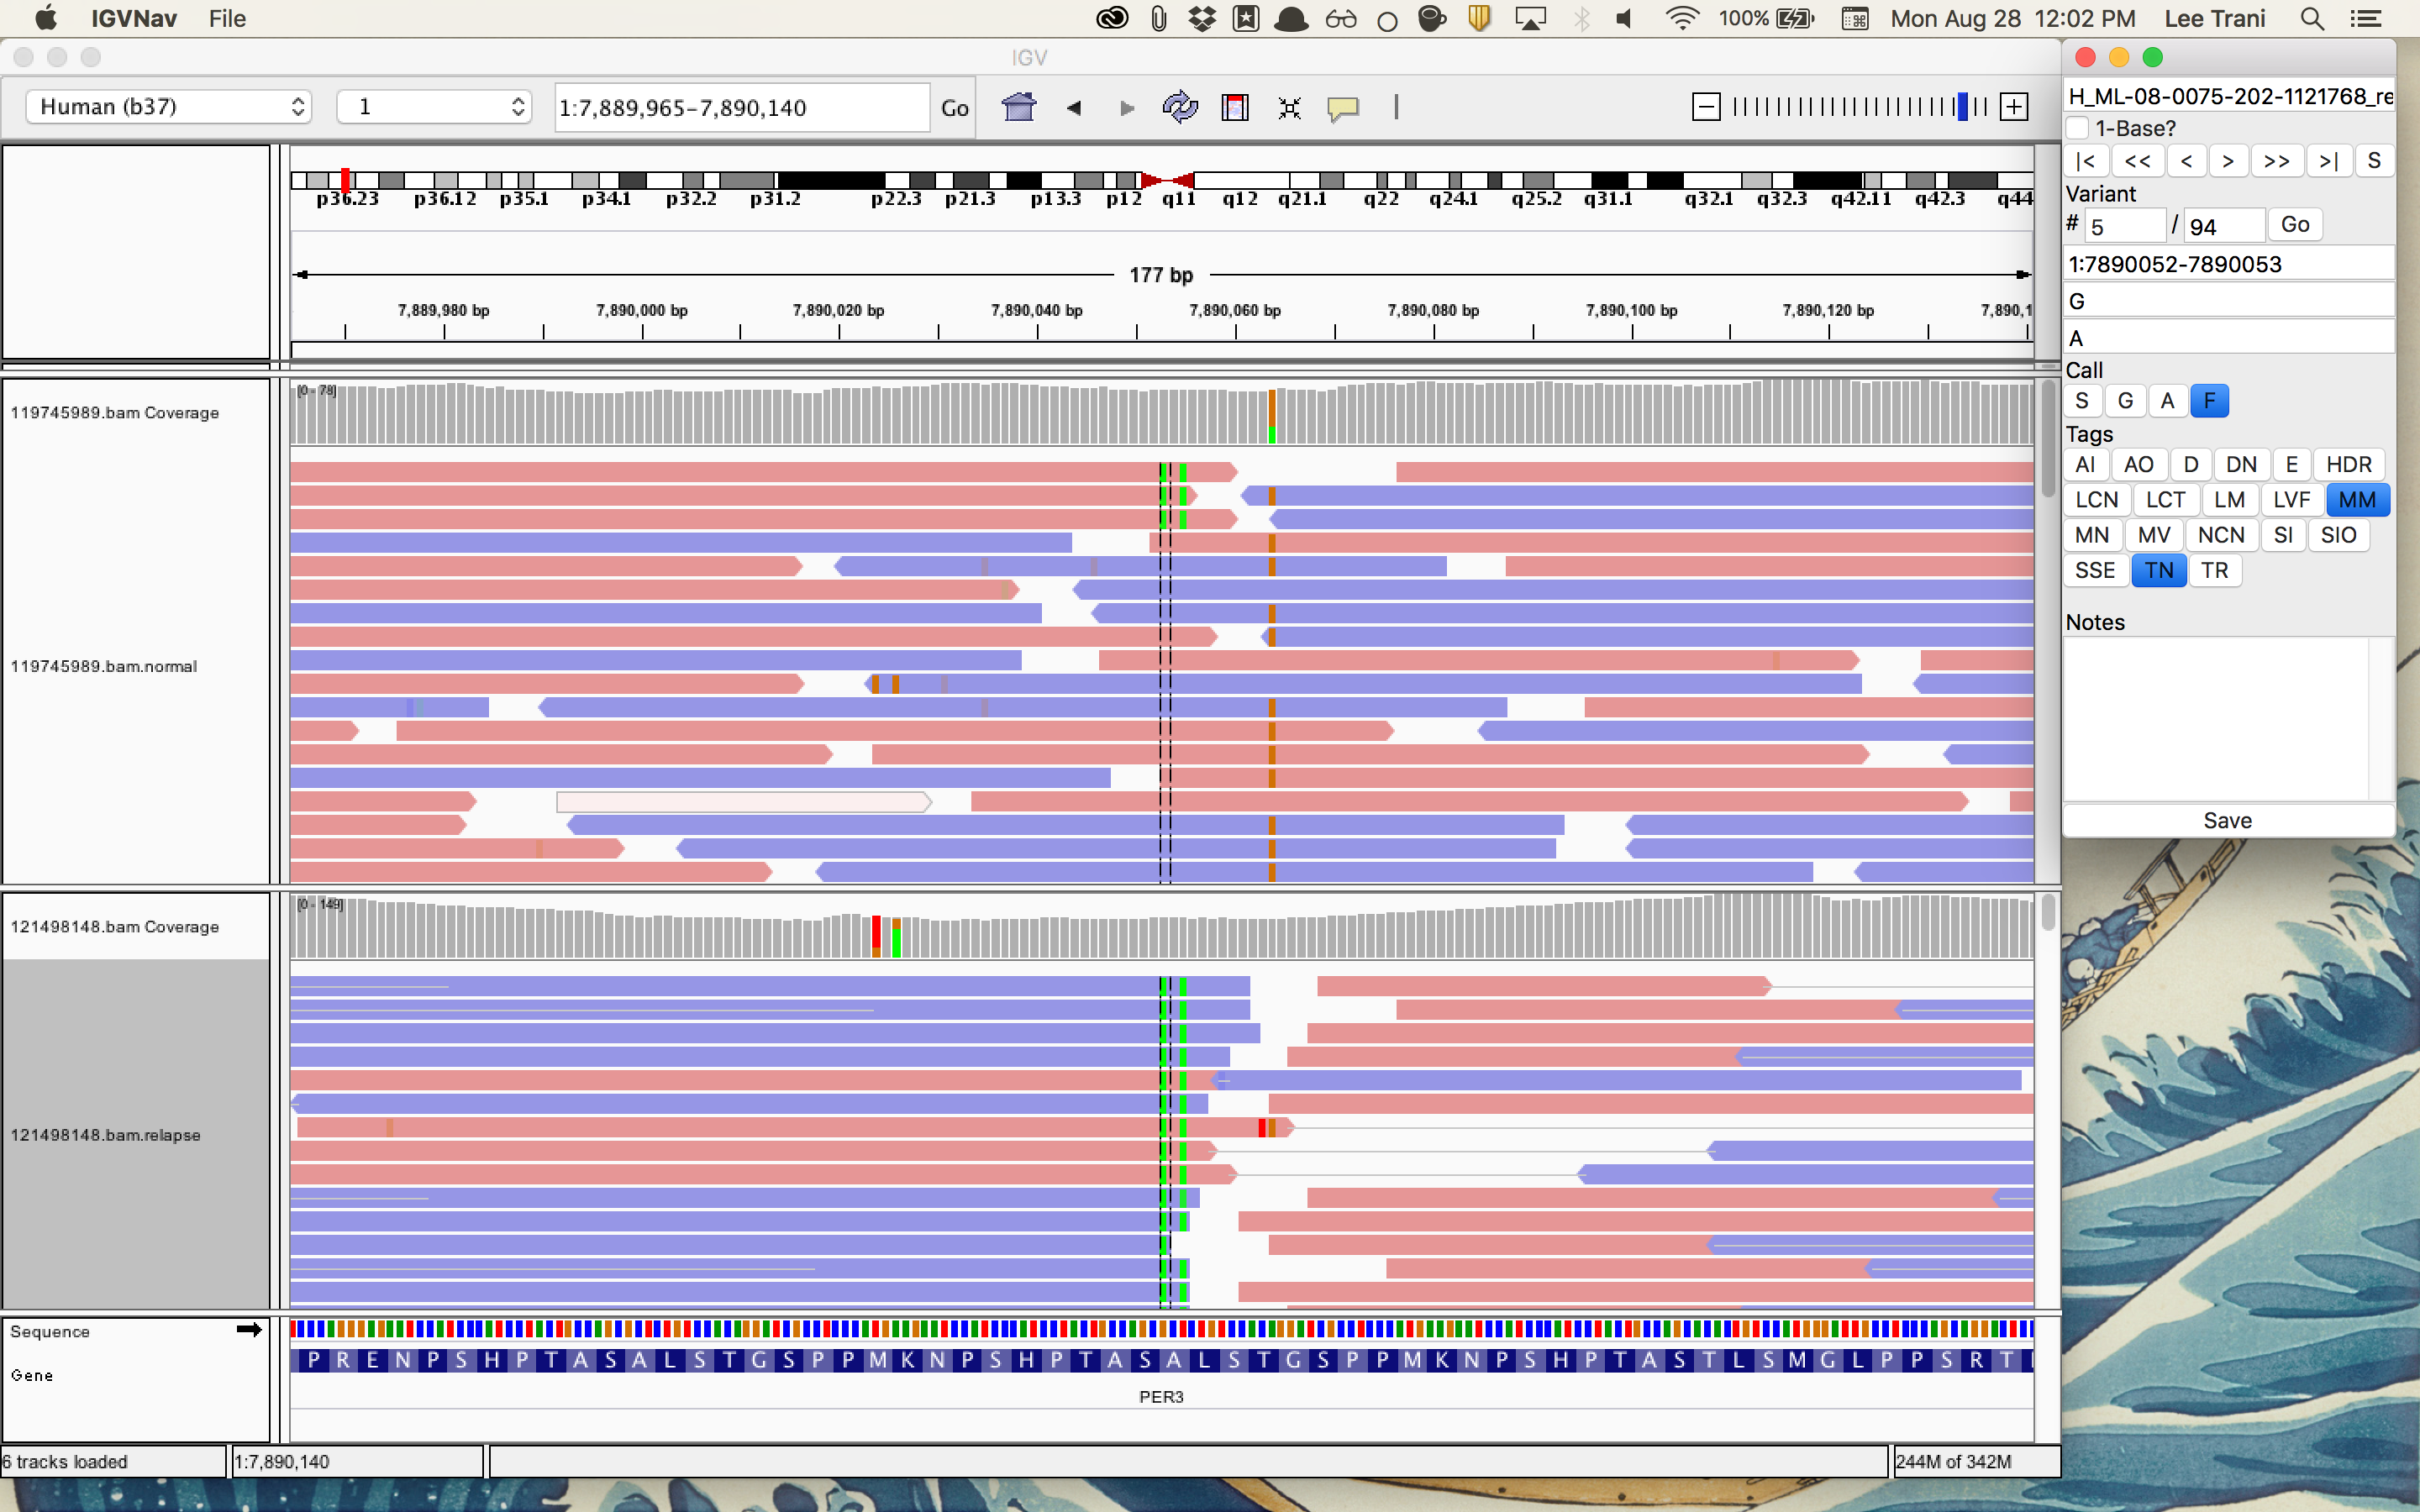 IGVNav File 100% Mon Aug 28 12:02 PM Lee Trani
IGV
Human (b37) 1 1:7,889,965-7,890,140 Go
p36.23 p36.12 p35.1 p34.1 p32.2 p31.2 p22.3 p21.3 p13.3 p12 q11 q12 q21.1 q22 q24.1 q25.2 q31.1 q32.1 q32.3 q42.11 q42.3 q44
177 bp
7,889,980 bp 7,890,000 bp 7,890,020 bp 7,890,040 bp 7,890,060 bp 7,890,080 bp 7,890,100 bp 7,890,120 bp 7,890,1
[0 - 78]
119745989.bam Coverage
119745989.bam.normal
[0 - 149]
121498148.bam Coverage
121498148.bam.relapse
Sequence
P R E N P S H P T A S A L S T G S P P M K N P S H P T A S A L S T G S P P M K N P S H P T A S T L S M G L P P S R T
Gene
PER3
6 tracks loaded 1:7,890,140 244M of 342M
H_ML-08-0075-202-1121768_re
1-Base?
|< << < > >> >| S
Variant
# 5 / 94 Go
1:7890052-7890053
G
A
Call
S G A F
Tags
AI AO D DN E HDR
LCN LCT LM LVF MM
MN MV NCN SI SIO
SSE TN TR
Notes
Save